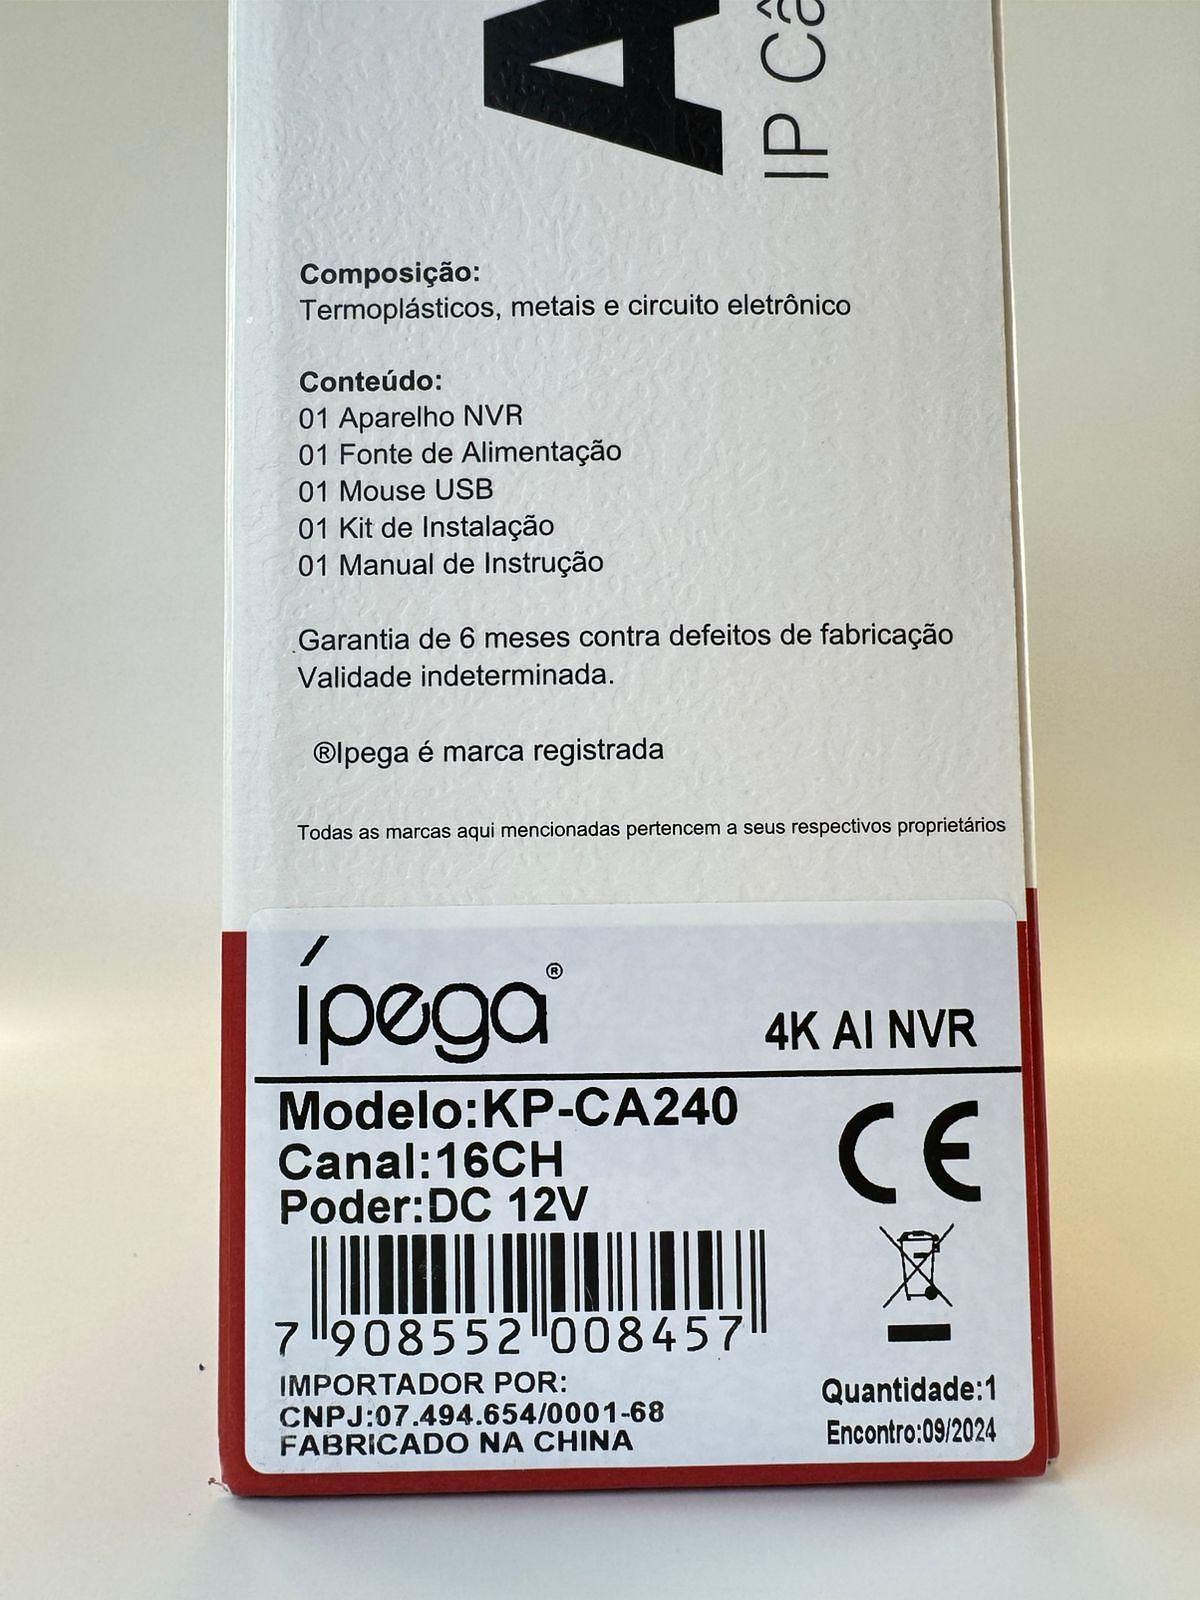 A
IP Câ
Composição:
Termoplásticos, metais e circuito eletrônico
Conteúdo:
01 Aparelho NVR
01 Fonte de Alimentação
01 Mouse USB
01 Kit de Instalação
01 Manual de Instrução
Garantia de 6 meses contra defeitos de fabricação
Validade indeterminada.
®Ipega é marca registrada
Todas as marcas aqui mencionadas pertencem a seus respectivos proprietários
ípega®
4K AI NVR
Modelo:KP-CA240
Canal:16CH
Poder:DC 12V
CE
7 908552 008457
IMPORTADOR POR:
CNPJ:07.494.654/0001-68
FABRICADO NA CHINA
Quantidade:1
Encontro:09/2024